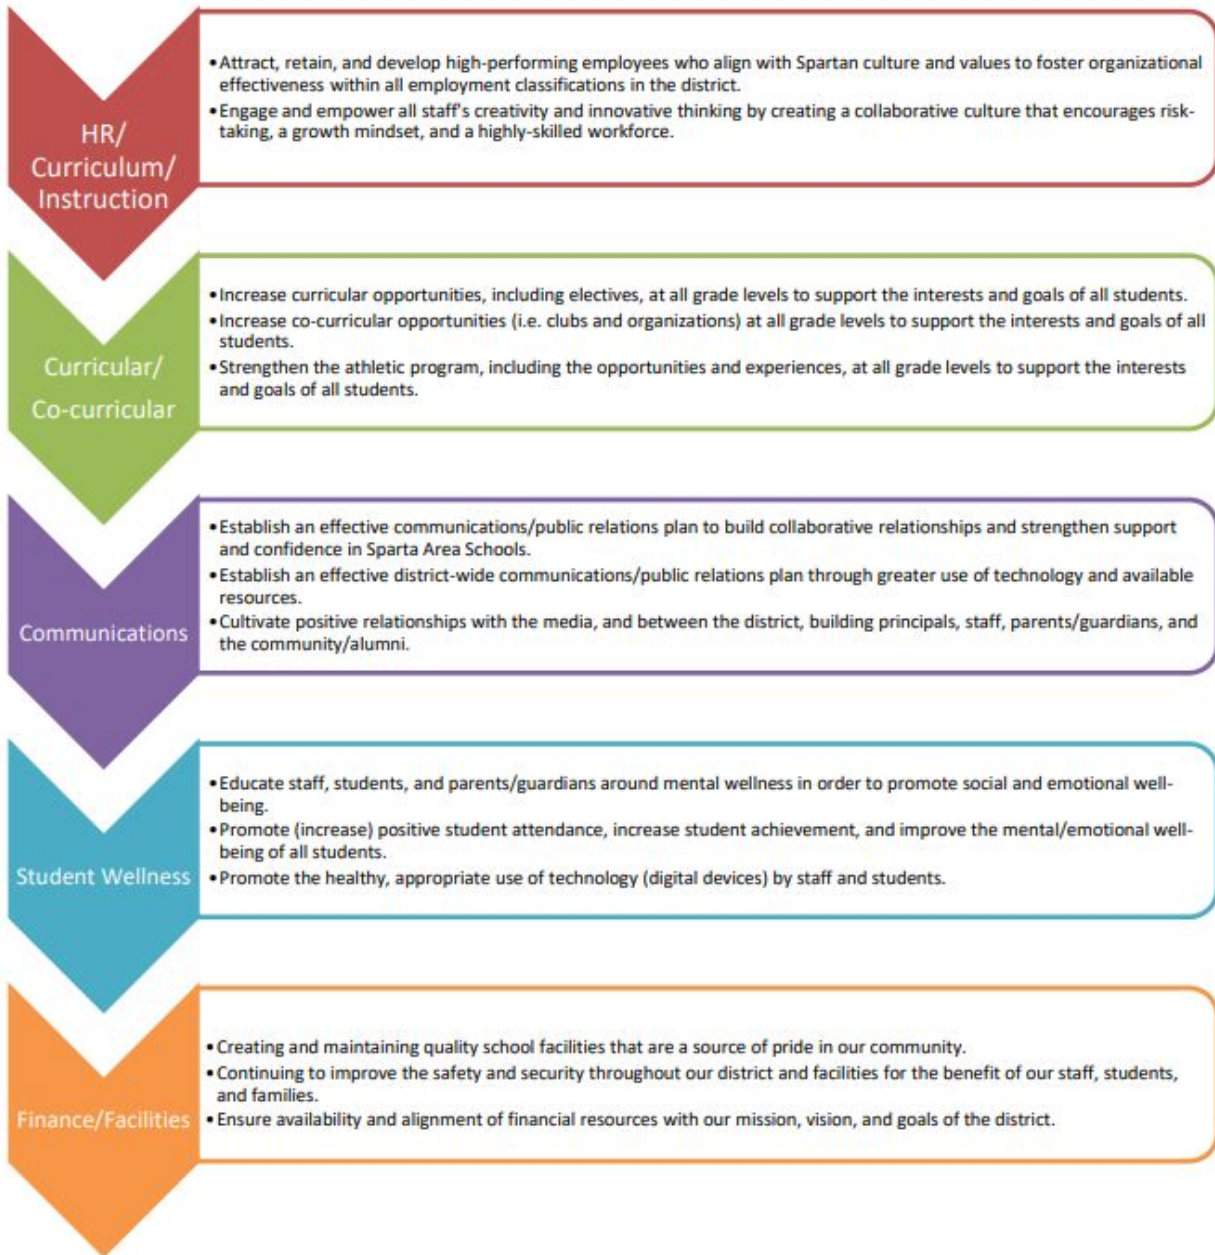 HR/
Curriculum/
Instruction
•Attract, retain, and develop high-performing employees who align with Spartan culture and values to foster organizational
effectiveness within all employment classifications in the district.
•Engage and empower all staff's creativity and innovative thinking by creating a collaborative culture that encourages risk-
taking, a growth mindset, and a highly-skilled workforce.
Curricular/
Co-curricular
•Increase curricular opportunities, including electives, at all grade levels to support the interests and goals of all students.
•Increase co-curricular opportunities (i.e. clubs and organizations) at all grade levels to support the interests and goals of all
students.
•Strengthen the athletic program, including the opportunities and experiences, at all grade levels to support the interests
and goals of all students.
Communications
•Establish an effective communications/public relations plan to build collaborative relationships and strengthen support
and confidence in Sparta Area Schools.
•Establish an effective district-wide communications/public relations plan through greater use of technology and available
resources.
•Cultivate positive relationships with the media, and between the district, building principals, staff, parents/guardians, and
the community/alumni.
Student Wellness
•Educate staff, students, and parents/guardians around mental wellness in order to promote social and emotional well-
being.
•Promote (increase) positive student attendance, increase student achievement, and improve the mental/emotional well-
being of all students.
•Promote the healthy, appropriate use of technology (digital devices) by staff and students.
Finance/Facilities
•Creating and maintaining quality school facilities that are a source of pride in our community.
•Continuing to improve the safety and security throughout our district and facilities for the benefit of our staff, students,
and families.
•Ensure availability and alignment of financial resources with our mission, vision, and goals of the district.